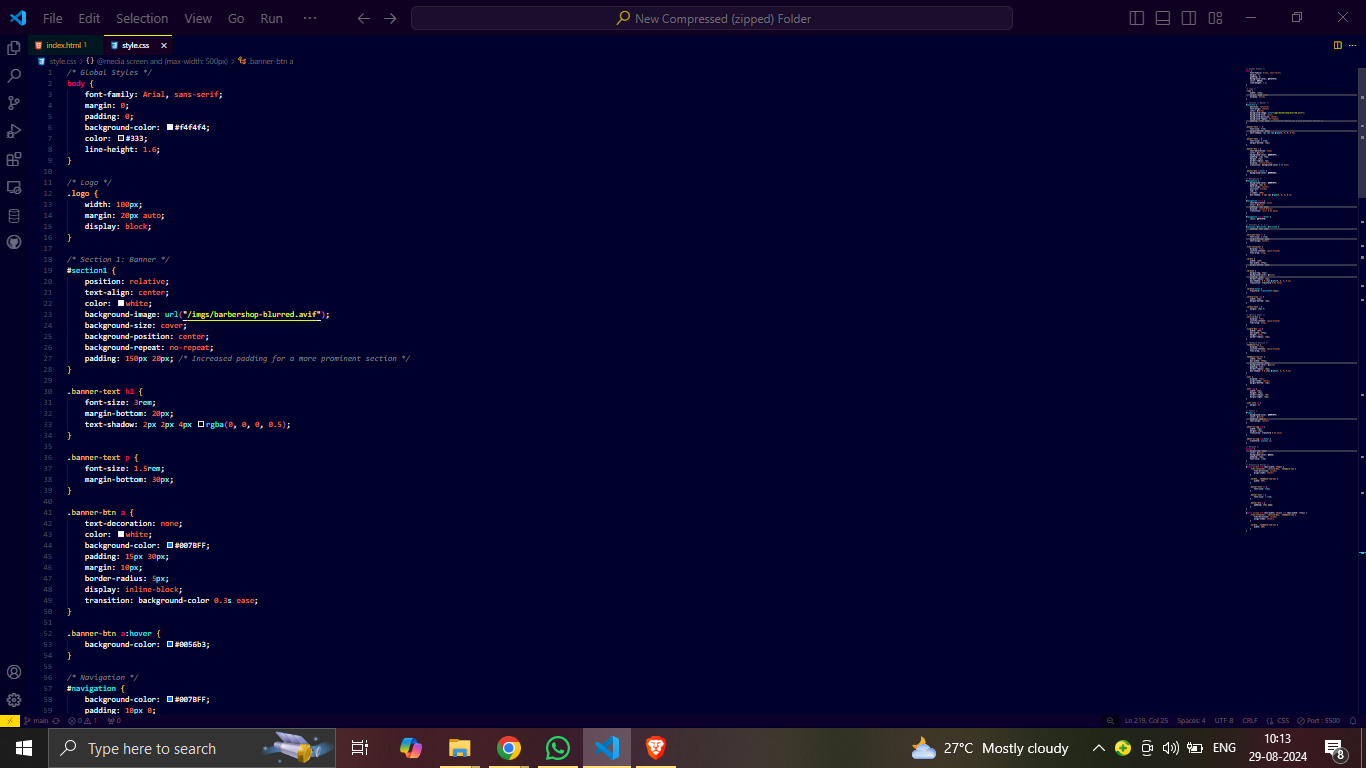 File Edit Selection View Go Run ··· New Compressed (zipped) Folder
index.html 1 style.css
style.css > {} @media screen and (max-width: 500px) > .banner-btn a
1 /* Global Styles */
2 body {
3 font-family: Arial, sans-serif;
4 margin: 0;
5 padding: 0;
6 background-color: #f4f4f4;
7 color: #333;
8 line-height: 1.6;
9 }
10
11 /* Logo */
12 .logo {
13 width: 100px;
14 margin: 20px auto;
15 display: block;
16 }
17
18 /* Section 1: Banner */
19 #section1 {
20 position: relative;
21 text-align: center;
22 color: white;
23 background-image: url("/imgs/barbershop-blurred.avif");
24 background-size: cover;
25 background-position: center;
26 background-repeat: no-repeat;
27 padding: 150px 20px; /* Increased padding for a more prominent section */
28 }
29
30 .banner-text h1 {
31 font-size: 3rem;
32 margin-bottom: 20px;
33 text-shadow: 2px 2px 4px rgba(0, 0, 0, 0.5);
34 }
35
36 .banner-text p {
37 font-size: 1.5rem;
38 margin-bottom: 30px;
39 }
40
41 .banner-btn a {
42 text-decoration: none;
43 color: white;
44 background-color: #007BFF;
45 padding: 15px 30px;
46 margin: 10px;
47 border-radius: 5px;
48 display: inline-block;
49 transition: background-color 0.3s ease;
50 }
51
52 .banner-btn a:hover {
53 background-color: #0056b3;
54 }
55
56 /* Navigation */
57 #navigation {
58 background-color: #007BFF;
59 padding: 10px 0;
main 0 1 0 Ln 219, Col 25 Spaces: 4 UTF-8 CRLF CSS Port : 5500
Type here to search 27°C Mostly cloudy ENG 10:13
29-08-2024 8